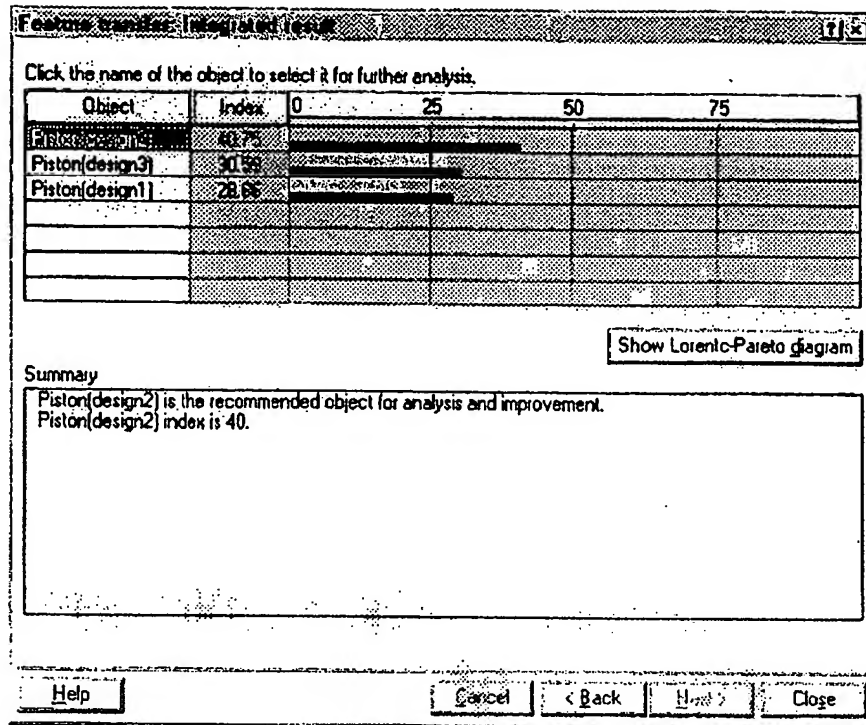 Feature transfer. Integrated result
Click the name of the object to select it for further analysis.
Object Index 0 25 50 75
40.75
Piston(design3) 30.59
Piston(design1) 28.66
Show Lorentc-Pareto diagram
Summary
Piston(design2) is the recommended object for analysis and improvement.
Piston(design2) index is 40.
Help Cancel < Back Next > Close